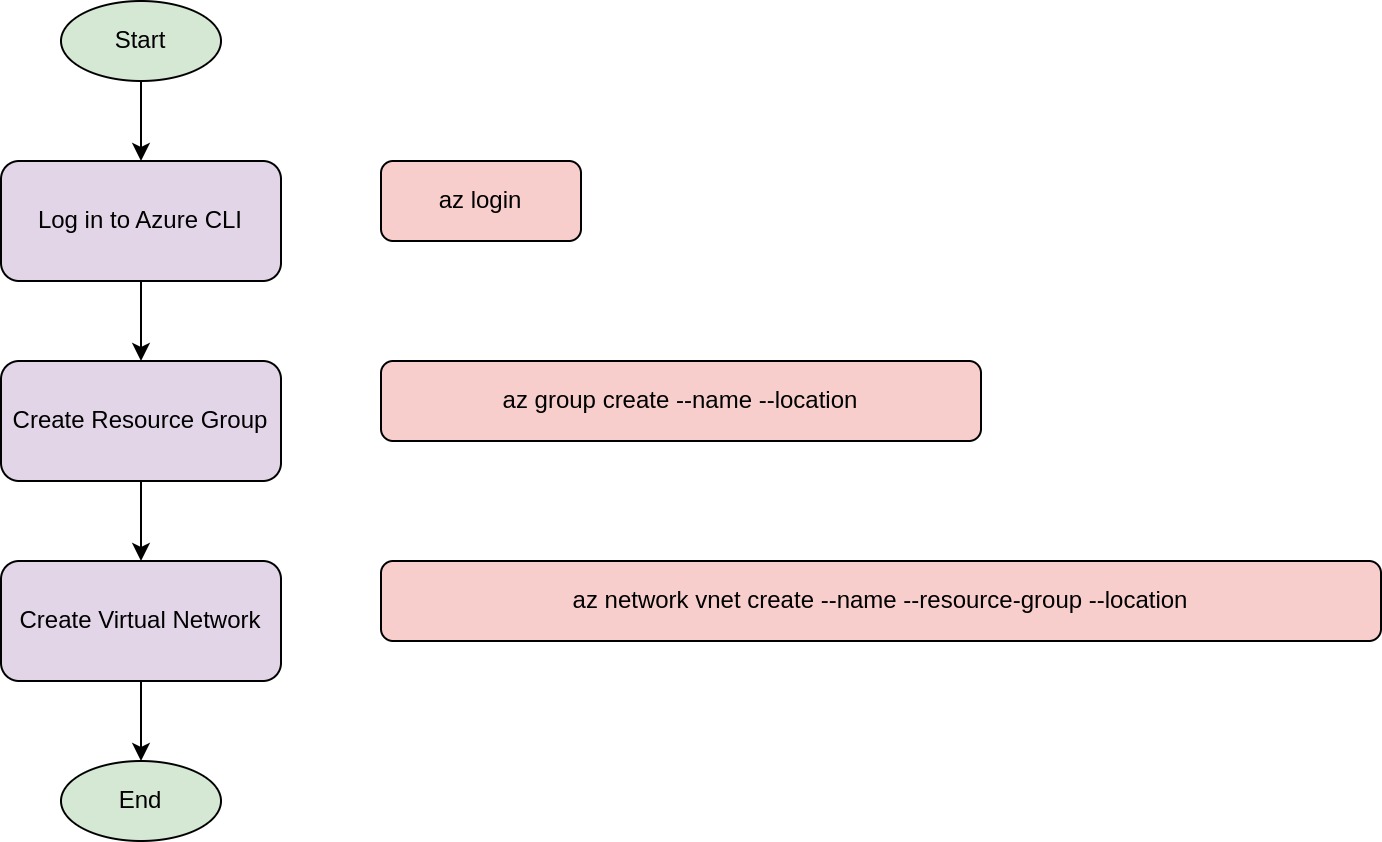 Start
Log in to Azure CLI
az login
Create Resource Group
az group create --name --location
Create Virtual Network
az network vnet create --name --resource-group --location
End